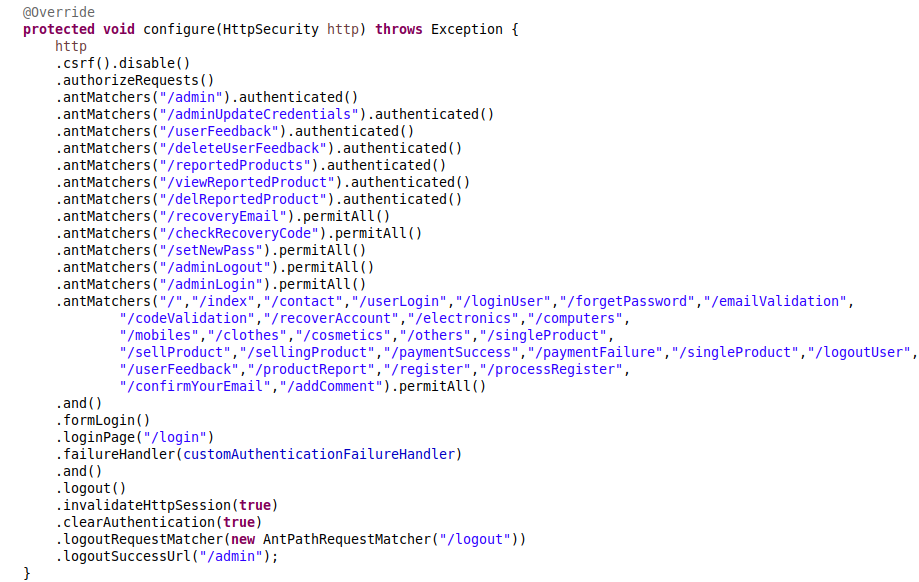 @Override
protected void configure(HttpSecurity http) throws Exception {
    http
    .csrf().disable()
    .authorizeRequests()
    .antMatchers("/admin").authenticated()
    .antMatchers("/adminUpdateCredentials").authenticated()
    .antMatchers("/userFeedback").authenticated()
    .antMatchers("/deleteUserFeedback").authenticated()
    .antMatchers("/reportedProducts").authenticated()
    .antMatchers("/viewReportedProduct").authenticated()
    .antMatchers("/delReportedProduct").authenticated()
    .antMatchers("/recoveryEmail").permitAll()
    .antMatchers("/checkRecoveryCode").permitAll()
    .antMatchers("/setNewPass").permitAll()
    .antMatchers("/adminLogout").permitAll()
    .antMatchers("/adminLogin").permitAll()
    .antMatchers("/","/index","/contact","/userLogin","/loginUser","/forgetPassword","/emailValidation",
            "/codeValidation","/recoverAccount","/electronics","/computers",
            "/mobiles","/clothes","/cosmetics","/others","/singleProduct",
            "/sellProduct","/sellingProduct","/paymentSuccess","/paymentFailure","/singleProduct","/logoutUser",
            "/userFeedback","/productReport","/register","/processRegister",
            "/confirmYourEmail","/addComment").permitAll()
    .and()
    .formLogin()
    .loginPage("/login")
    .failureHandler(customAuthenticationFailureHandler)
    .and()
    .logout()
    .invalidateHttpSession(true)
    .clearAuthentication(true)
    .logoutRequestMatcher(new AntPathRequestMatcher("/logout"))
    .logoutSuccessUrl("/admin");
}